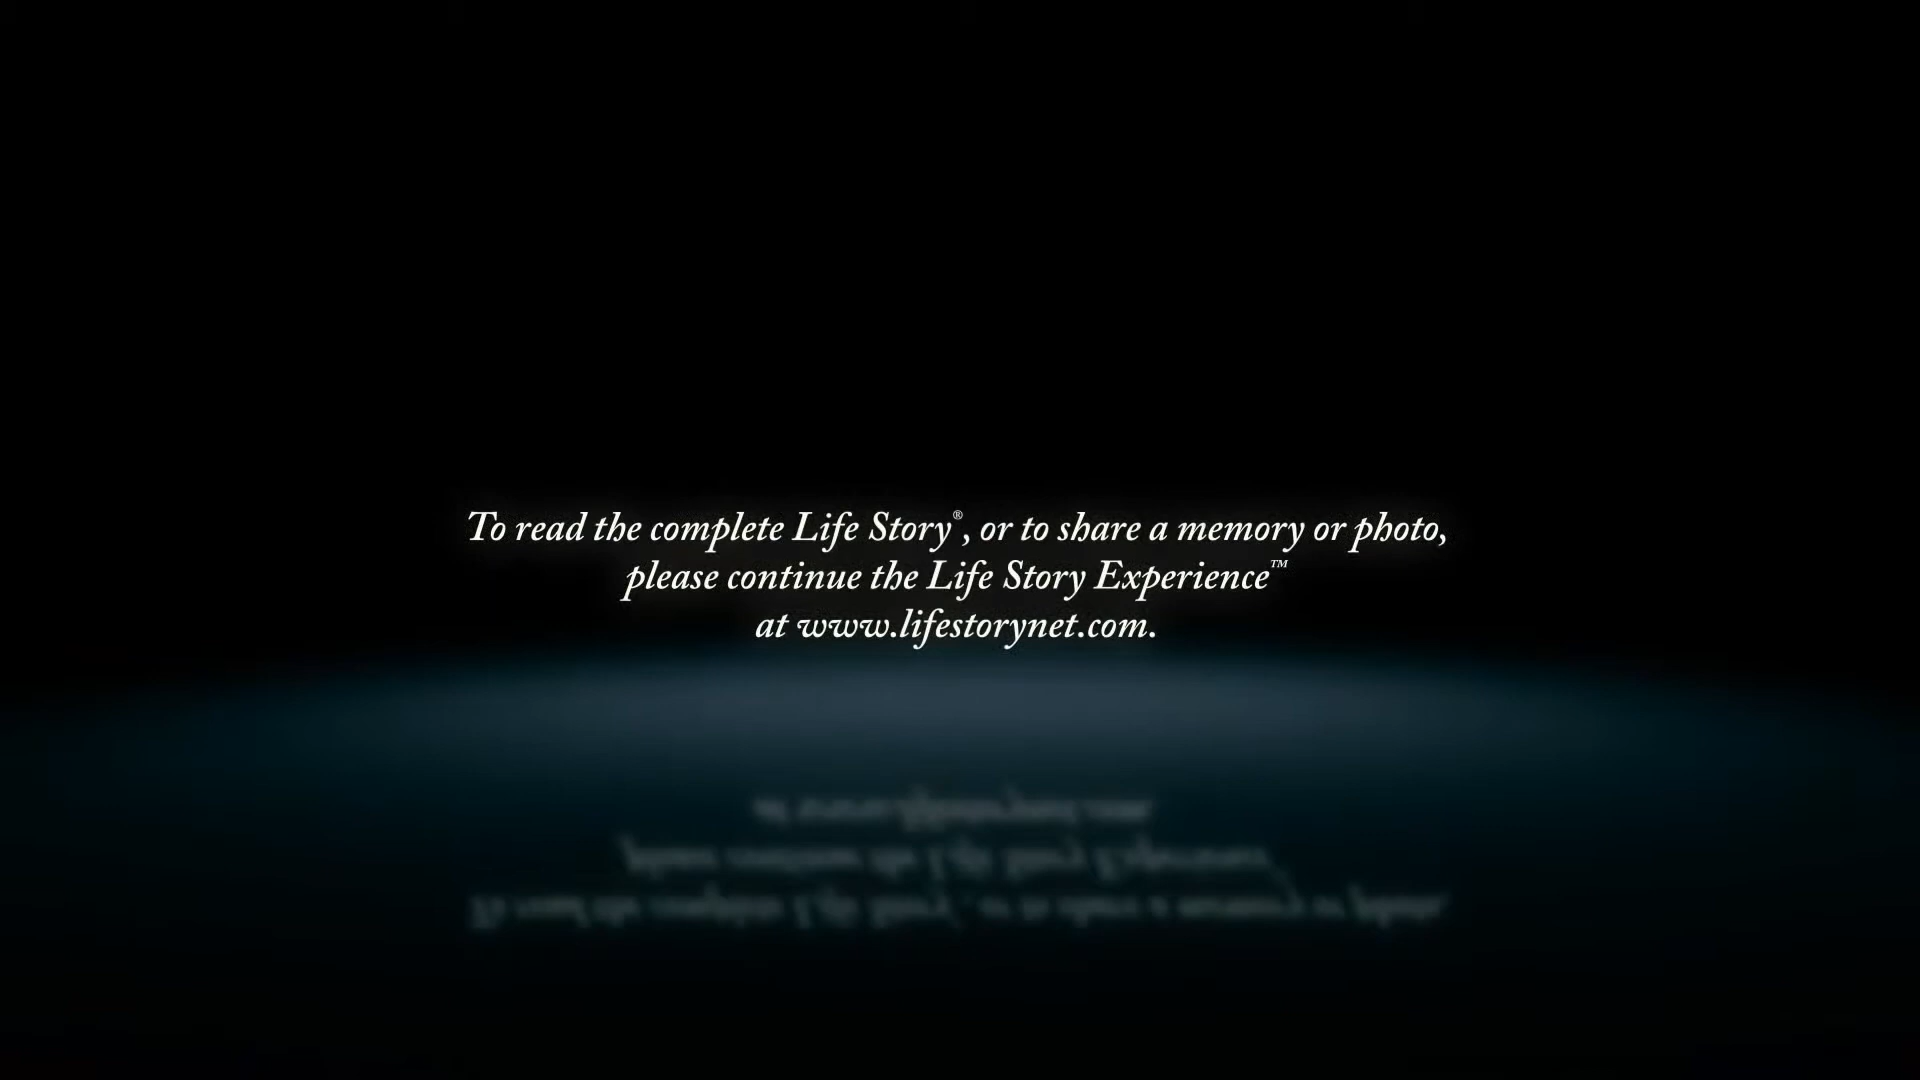 To read the complete Life Story®, or to share a memory or photo,
please continue the Life Story Experience™
at www.lifestorynet.com.